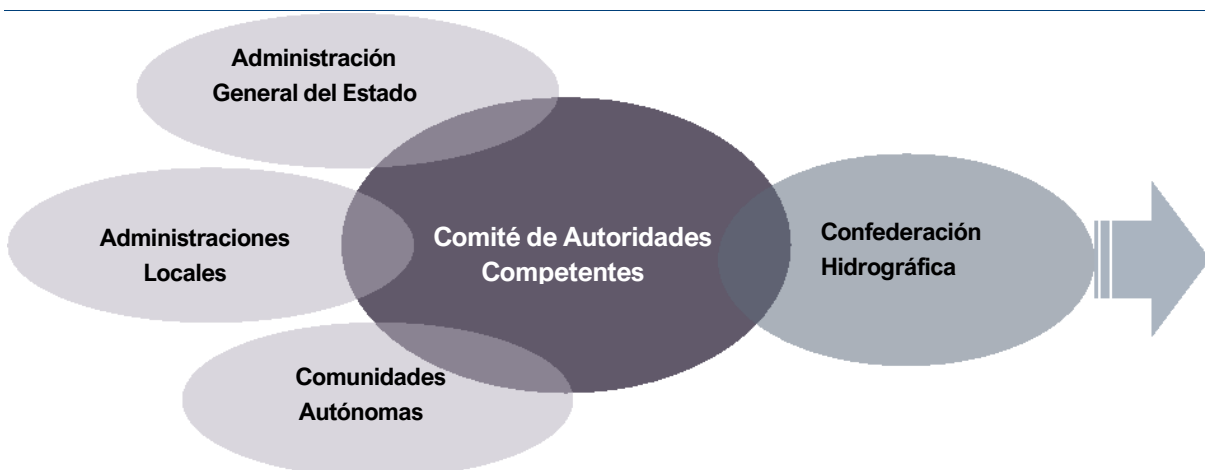 Administración
General del Estado
Administraciones
Locales
Comunidades
Autónomas
Comité de Autoridades
Competentes
Confederación
Hidrográfica